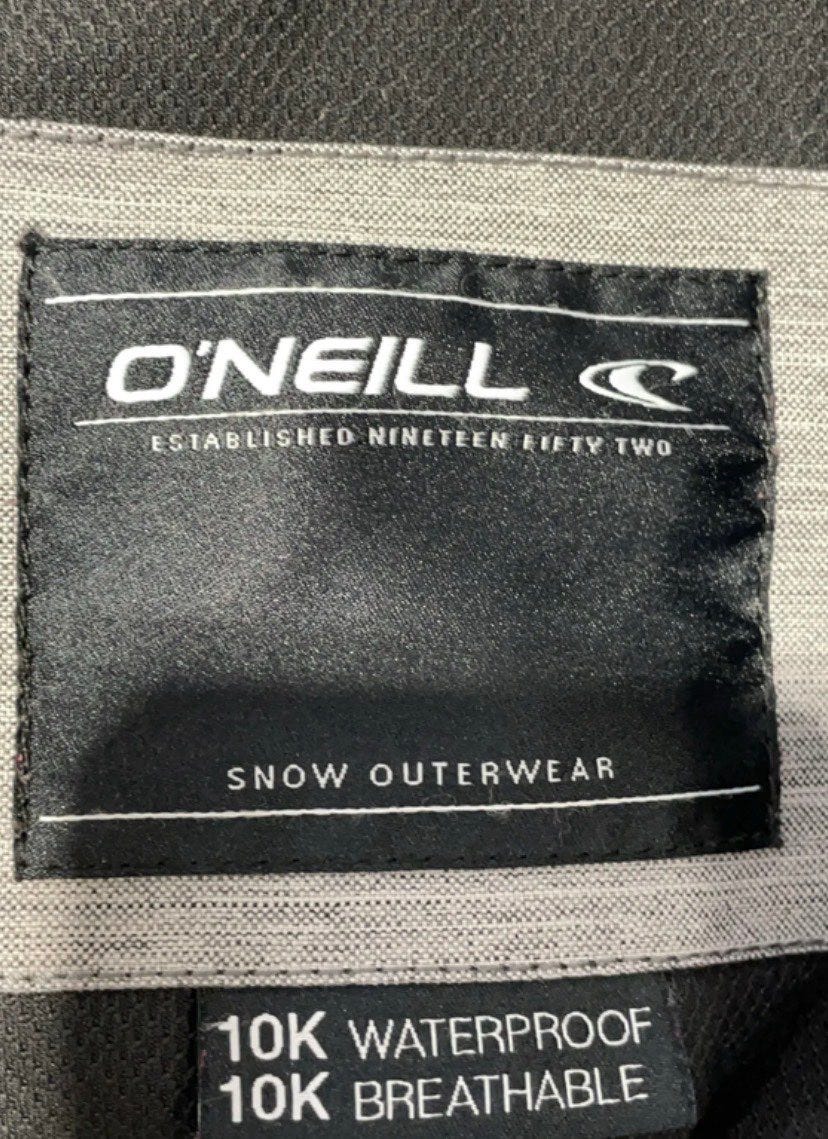 O'NEILL
ESTABLISHED NINETEEN FIFTY TWO
SNOW OUTERWEAR
10K WATERPROOF
10K BREATHABLE